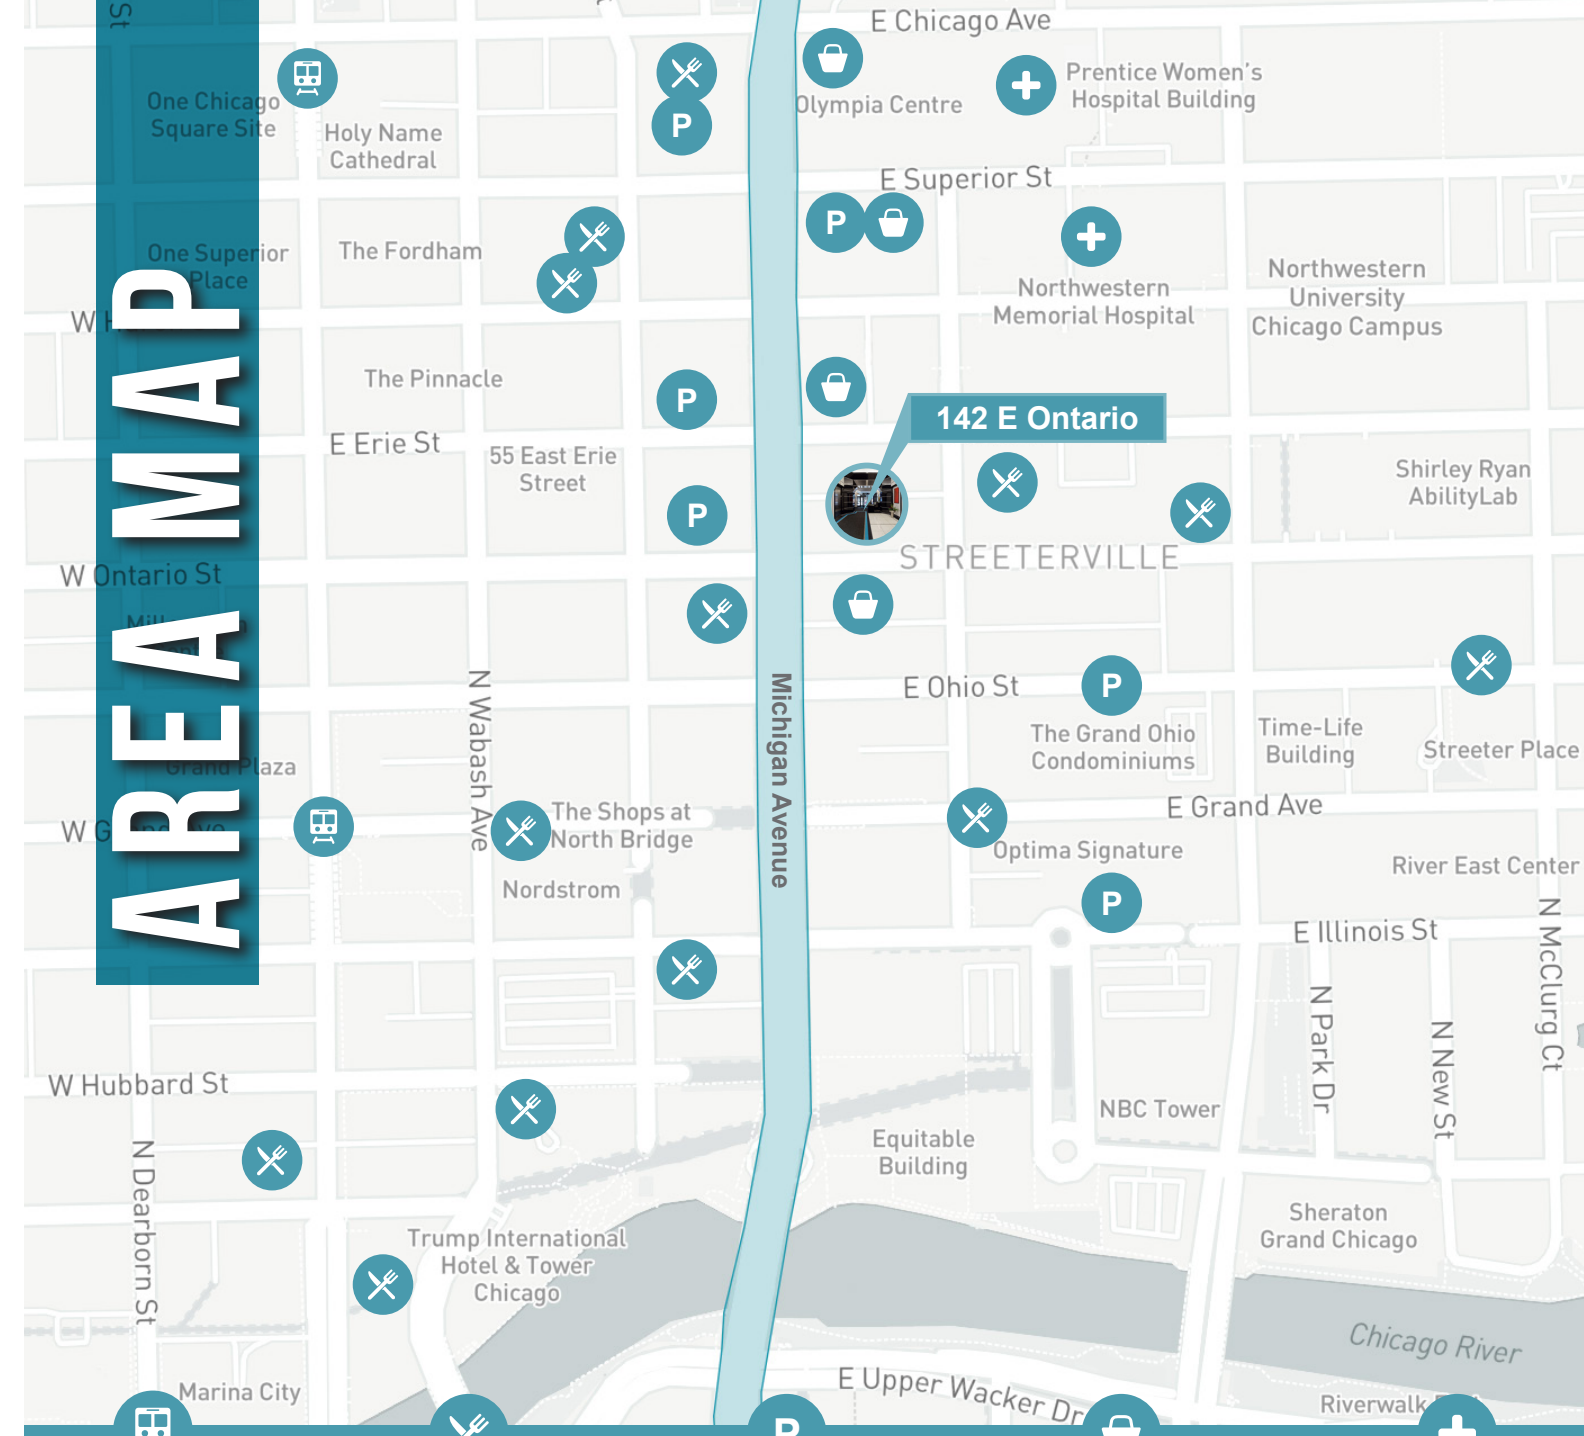 AREA MAP
St
E Chicago Ave
One Chicago
Square Site
Holy Name
Cathedral
P
Olympia Centre
Prentice Women's
Hospital Building
E Superior St
One Superior
Place
The Fordham
P
Northwestern
Memorial Hospital
Northwestern
University
Chicago Campus
W H
The Pinnacle
P
142 E Ontario
E Erie St
55 East Erie
Street
Shirley Ryan
AbilityLab
P
STREETERVILLE
W Ontario St
N Wabash Ave
Michigan Avenue
E Ohio St
P
The Grand Ohio
Condominiums
Time-Life
Building
Streeter Place
Grand Plaza
The Shops at
North Bridge
E Grand Ave
W G
Optima Signature
River East Center
Nordstrom
P
E Illinois St
N McClurg Ct
N Park Dr
N New St
W Hubbard St
NBC Tower
Equitable
Building
N Dearborn St
Trump International
Hotel & Tower
Chicago
Sheraton
Grand Chicago
Chicago River
Marina City
E Upper Wacker Dr
Riverwalk
P